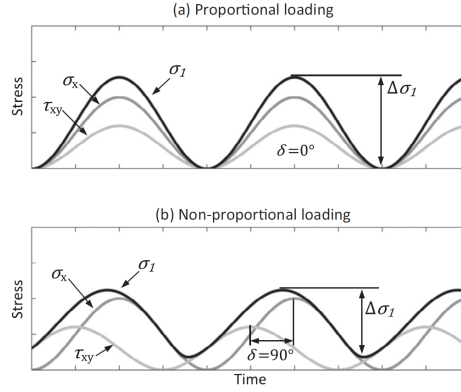 (a) Proportional loading
Stress
σx
σ1
τxy
Δσ1
δ=0°
(b) Non-proportional loading
Stress
σx
σ1
τxy
Δσ1
δ=90°
Time